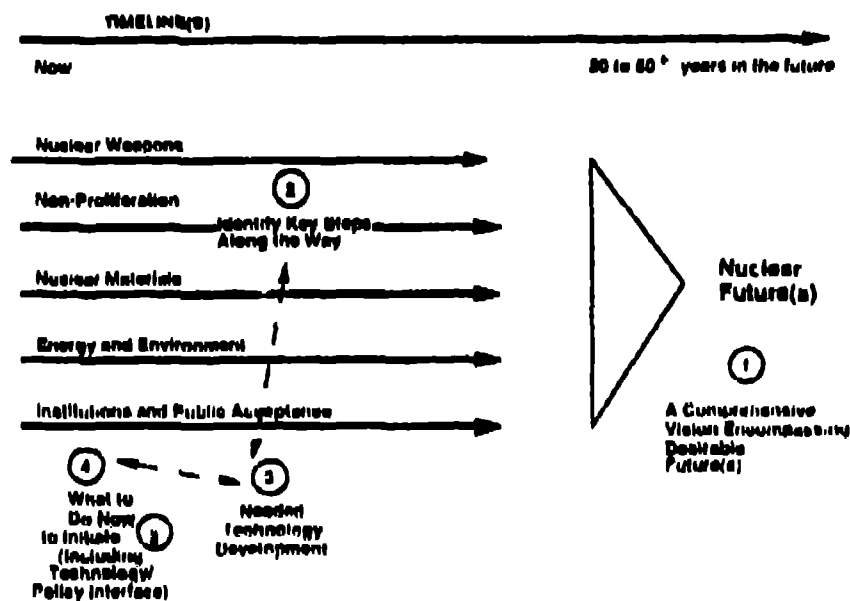 TIMELINE(S)
Now
50+ years in the future
Nuclear Weapons
2
Non-Proliferation
Identify Key Steps
Along the Way
Nuclear Materials
Nuclear
Future(s)
Energy and Environment
1
Institutions and Public Acceptance
A Comprehensive
Vision Encompassing
Desirable
Future(s)
4
3
What to
Do Now
to Initiate
(Including
Technology/
Policy Interface)
Needed
Technology
Development